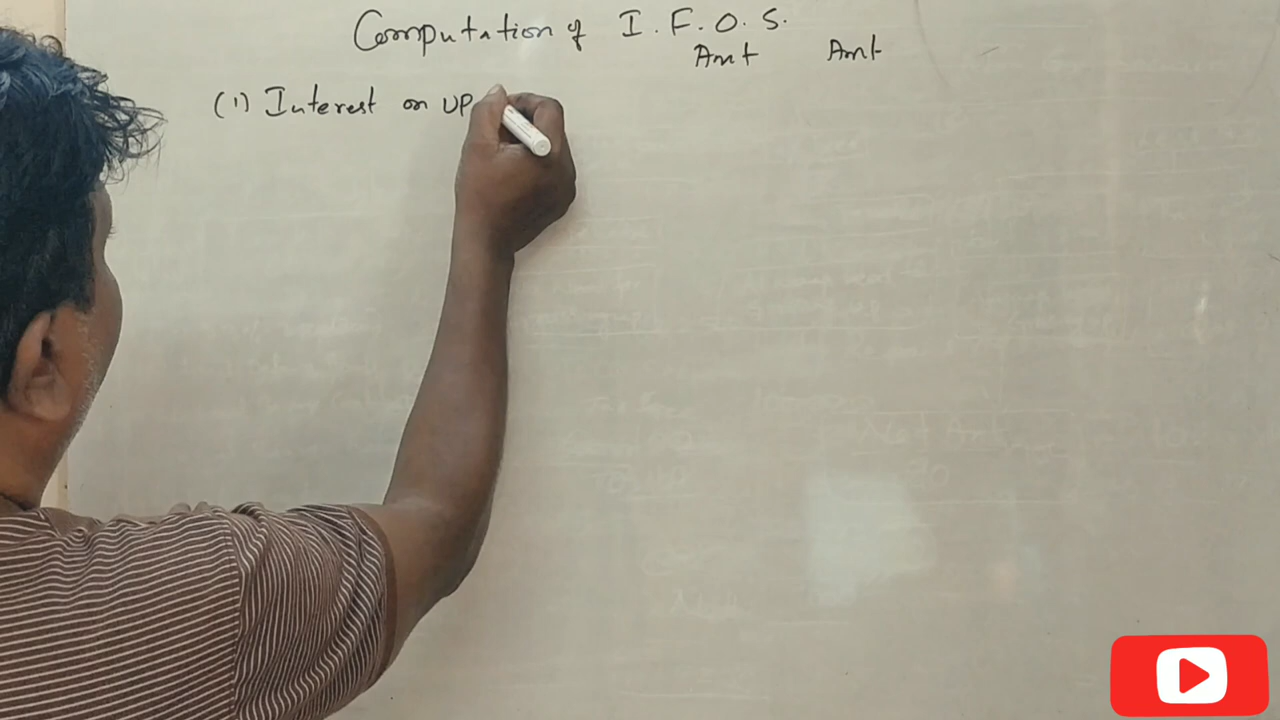 Computation of I.F.O.S.
Amt Amt
(1) Interest on UP